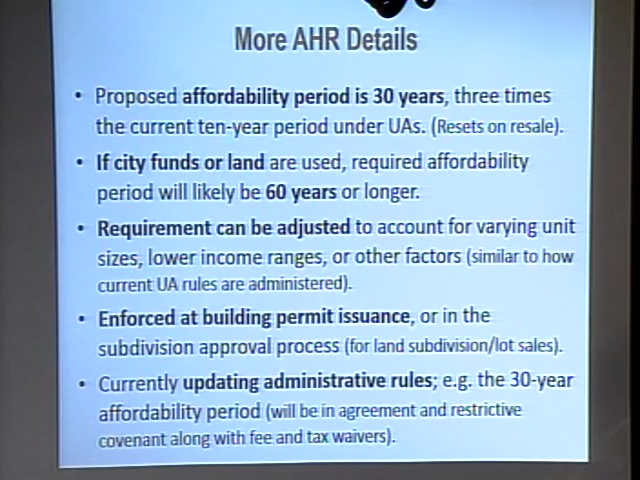 More AHR Details
• Proposed affordability period is 30 years, three times
the current ten-year period under UAs. (Resets on resale).
• If city funds or land are used, required affordability
period will likely be 60 years or longer.
• Requirement can be adjusted to account for varying unit
sizes, lower income ranges, or other factors (similar to how
current UA rules are administered).
• Enforced at building permit issuance, or in the
subdivision approval process (for land subdivision/lot sales).
• Currently updating administrative rules; e.g. the 30-year
affordability period (will be in agreement and restrictive
covenant along with fee and tax waivers).